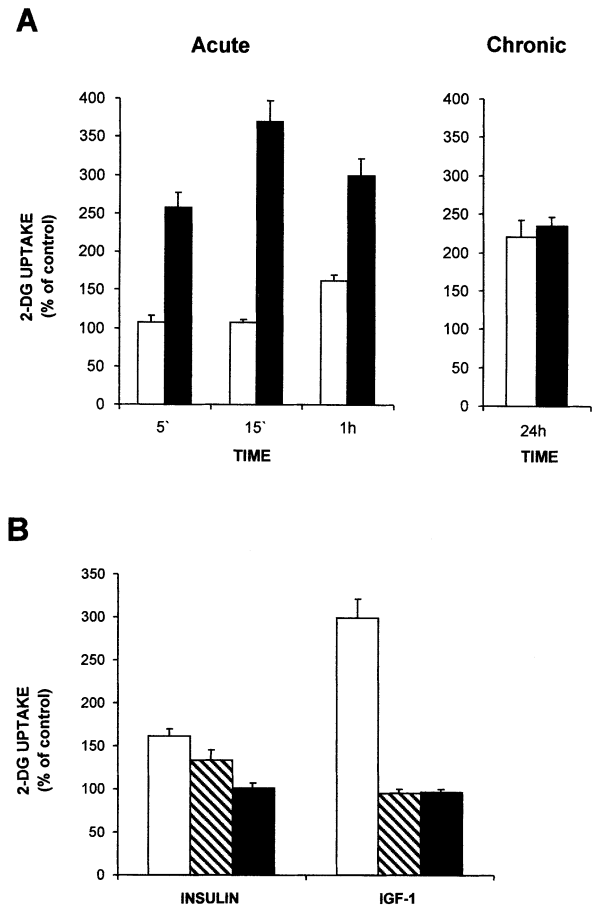 A
Acute
Chronic
2-DG UPTAKE
(% of control)
400
350
300
250
200
150
100
50
0
5` 15` 1h
TIME
400
350
300
250
200
150
100
50
0
24h
TIME
B
2-DG UPTAKE
(% of control)
350
300
250
200
150
100
50
0
INSULIN IGF-1